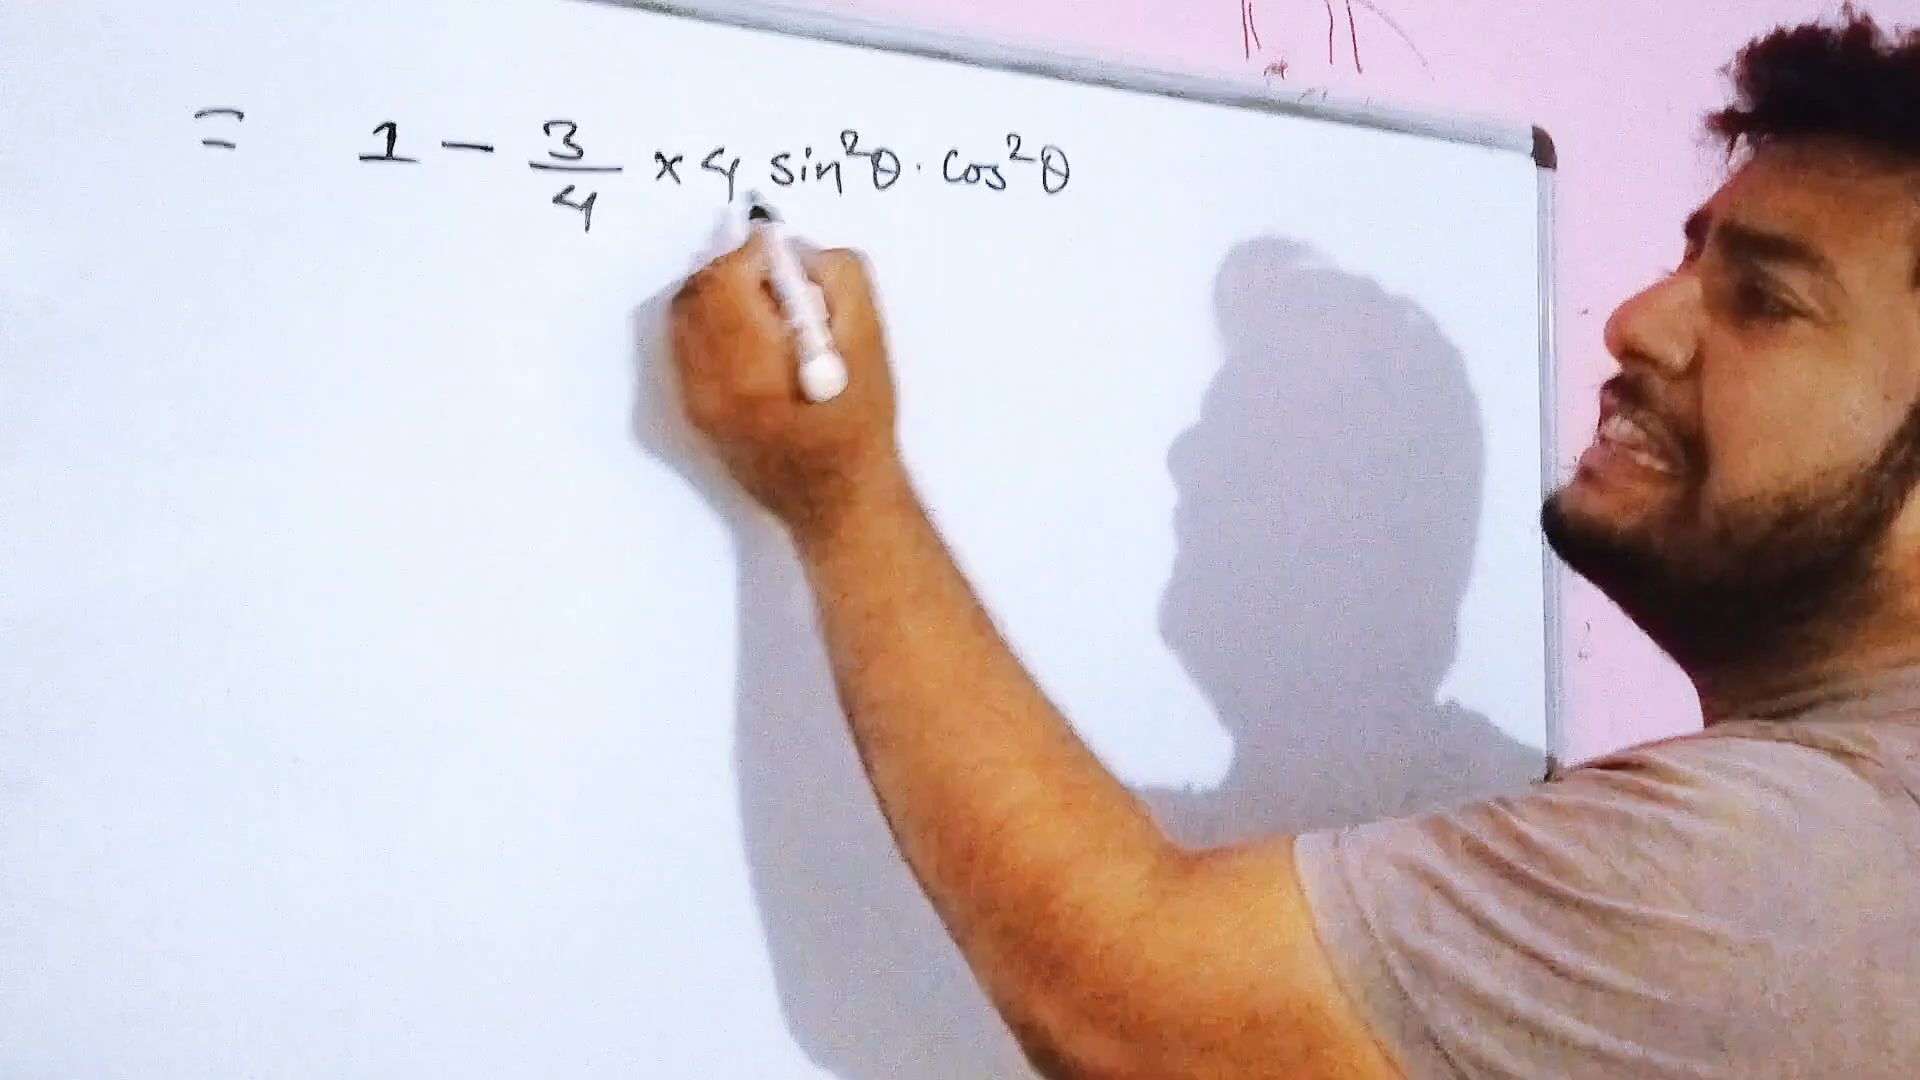 = 1 - 3/4 × 4 sin²θ · cos²θ